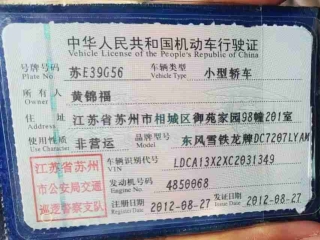 中华人民共和国机动车行驶证
Vehicle License of the People's Republic of China
号牌号码 苏E39G56 车辆类型 小型轿车
Plate No. Vehicle Type
所有人 黄锦福
Owner
住址 江苏省苏州市相城区御苑家园98幢201室
Address
使用性质 非营运 品牌型号 东风雪铁龙牌DC7207LYAM
Use Character Model
江苏省苏州
市公安局交通
巡逻警察支队
车辆识别代号 LDCA13X2XC2031349
VIN
发动机号码 4850068
Engine No.
注册日期 2012-08-27 发证日期 2012-08-27
Register Date Issue Date